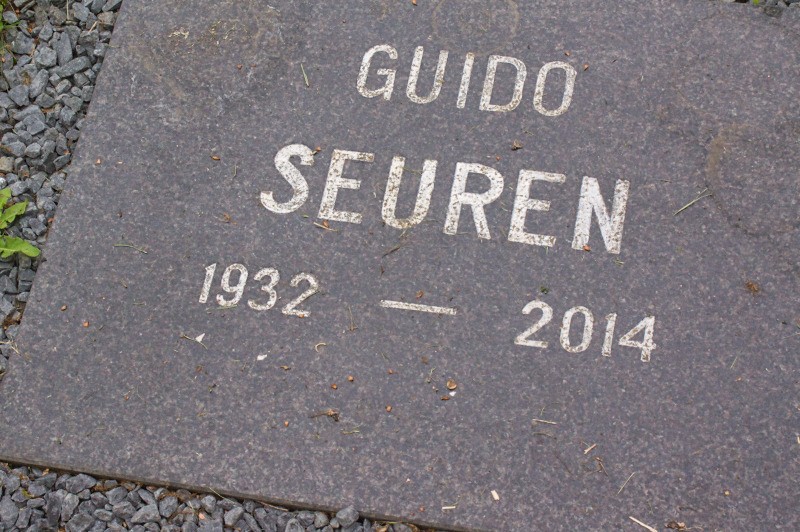 GUIDO
SEUREN
1932 — 2014